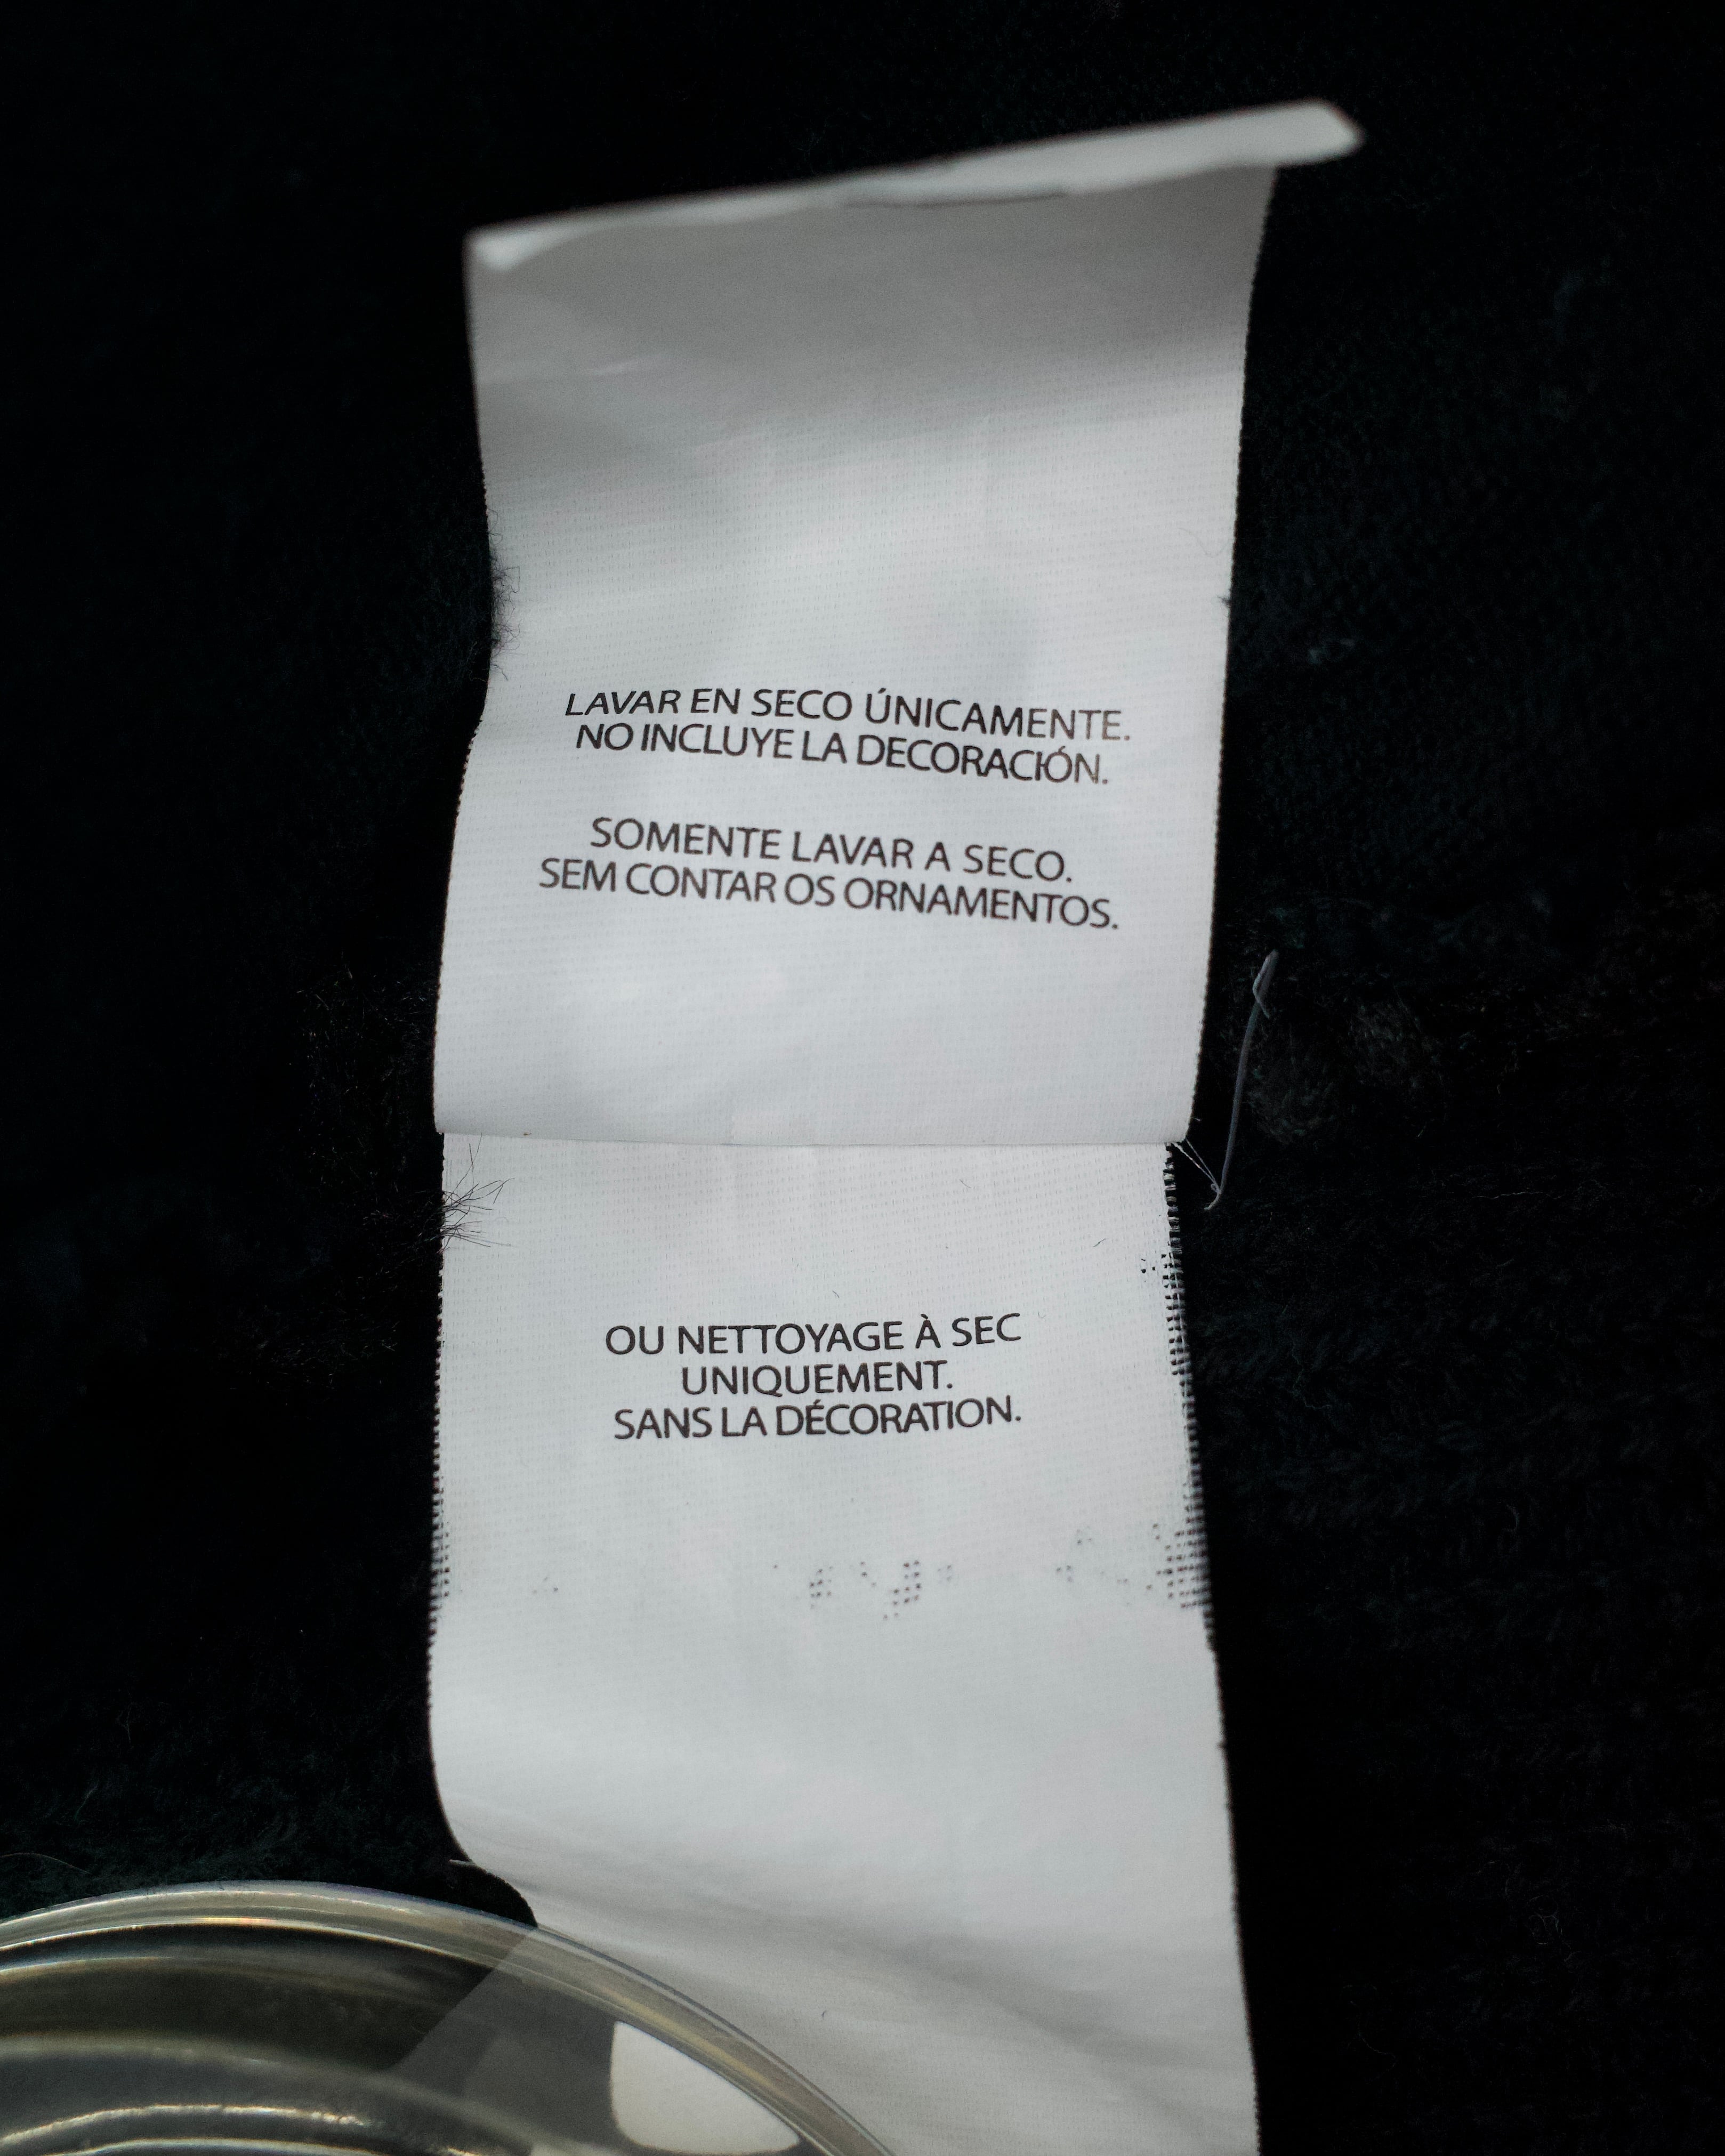 LAVAR EN SECO ÚNICAMENTE.
NO INCLUYE LA DECORACIÓN.
SOMENTE LAVAR A SECO.
SEM CONTAR OS ORNAMENTOS.
OU NETTOYAGE À SEC
UNIQUEMENT.
SANS LA DÉCORATION.